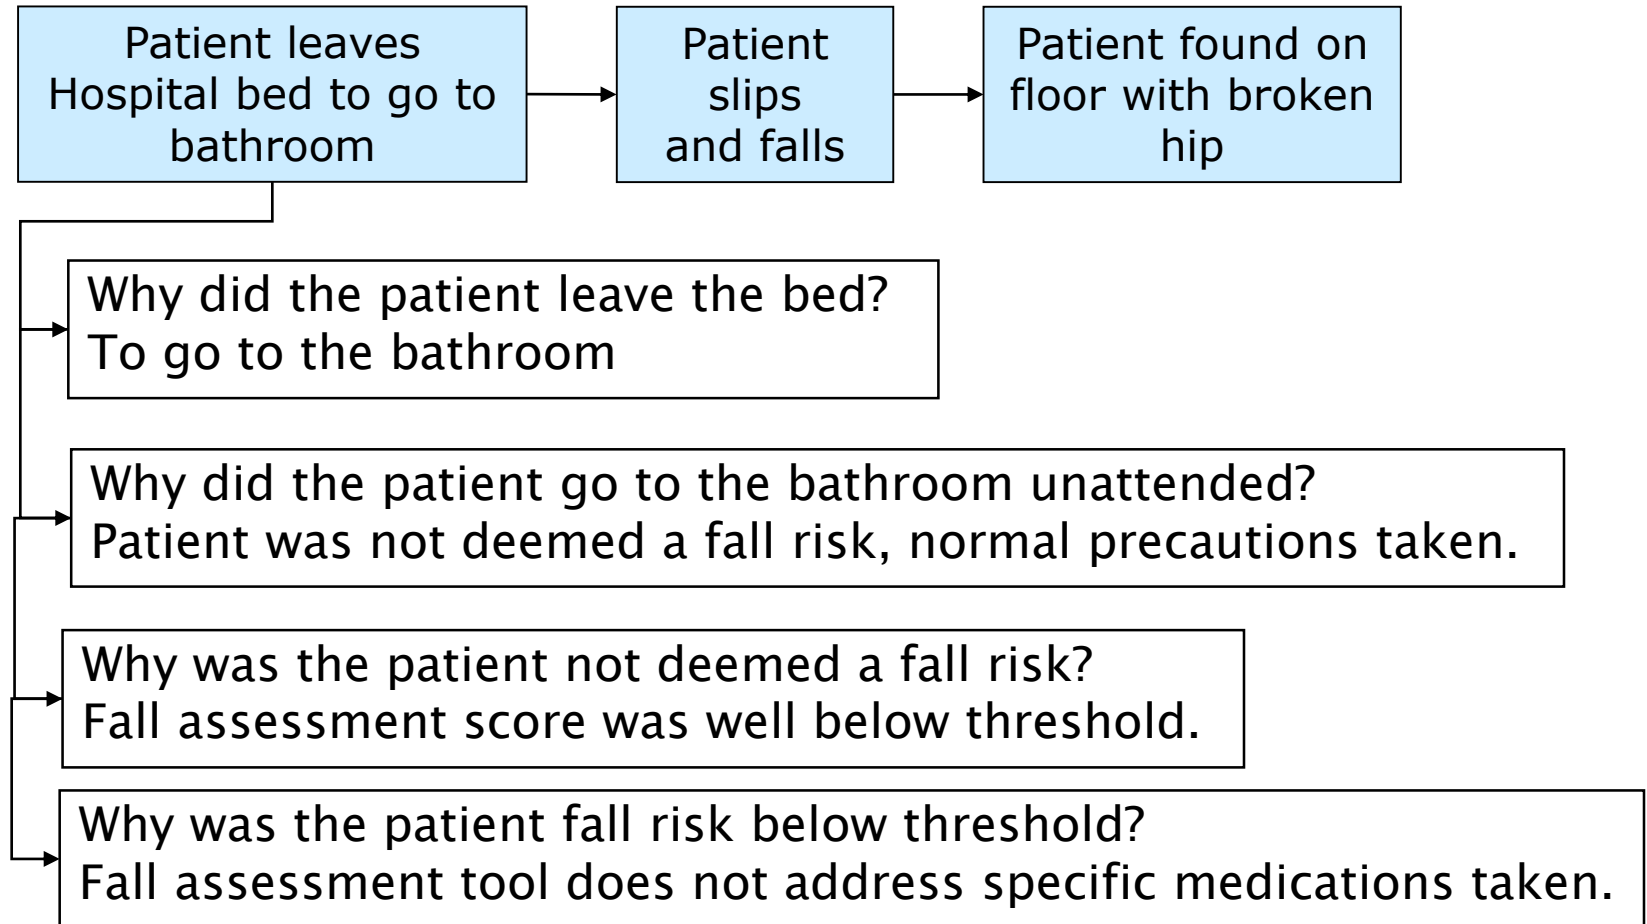 Patient leaves
Hospital bed to go to
bathroom
Patient
slips
and falls
Patient found on
floor with broken
hip
Why did the patient leave the bed?
To go to the bathroom
Why did the patient go to the bathroom unattended?
Patient was not deemed a fall risk, normal precautions taken.
Why was the patient not deemed a fall risk?
Fall assessment score was well below threshold.
Why was the patient fall risk below threshold?
Fall assessment tool does not address specific medications taken.